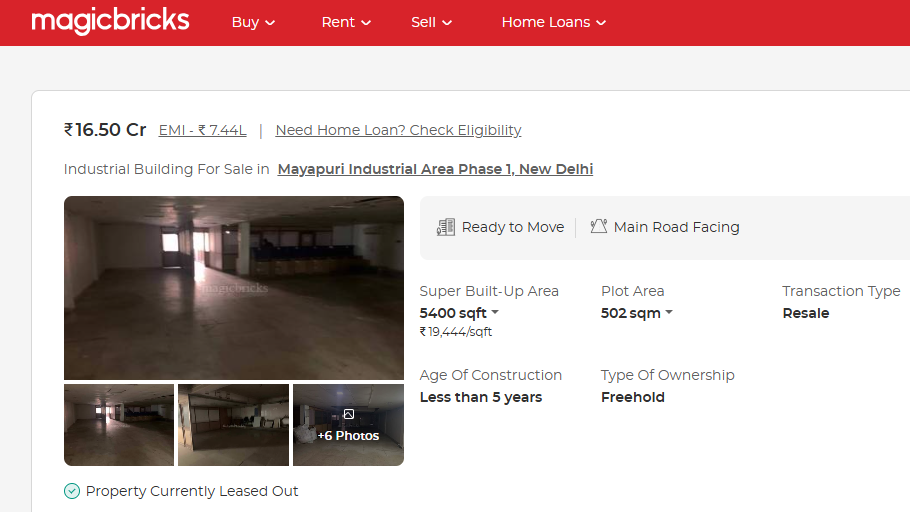 magicbricks
Buy
Rent
Sell
Home Loans
₹16.50 Cr EMI - ₹ 7.44L | Need Home Loan? Check Eligibility
Industrial Building For Sale in Mayapuri Industrial Area Phase 1, New Delhi
magicbricks
+6 Photos
Property Currently Leased Out
Ready to Move
Main Road Facing
Super Built-Up Area
5400 sqft
₹19,444/sqft
Plot Area
502 sqm
Transaction Type
Resale
Age Of Construction
Less than 5 years
Type Of Ownership
Freehold